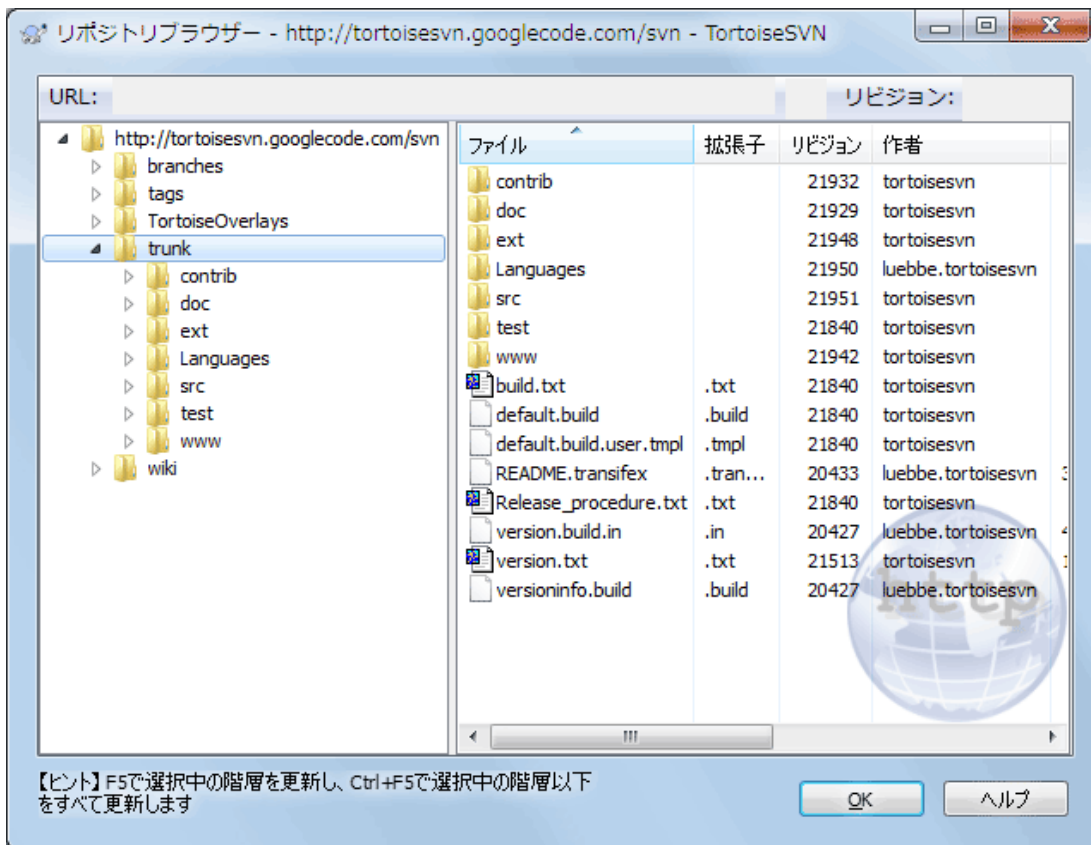 リポジトリブラウザー - http://tortoisesvn.googlecode.com/svn - TortoiseSVN
URL: リビジョン:
http://tortoisesvn.googlecode.com/svn
branches
tags
TortoiseOverlays
trunk
contrib
doc
ext
Languages
src
test
www
wiki
ファイル 拡張子 リビジョン 作者
contrib 21932 tortoisesvn
doc 21929 tortoisesvn
ext 21948 tortoisesvn
Languages 21950 luebbe.tortoisesvn
src 21951 tortoisesvn
test 21840 tortoisesvn
www 21942 tortoisesvn
build.txt .txt 21840 tortoisesvn
default.build .build 21840 tortoisesvn
default.build.user.tmpl .tmpl 21840 tortoisesvn
README.transifex .tran... 20433 luebbe.tortoisesvn
Release_procedure.txt .txt 21840 tortoisesvn
version.build.in .in 20427 luebbe.tortoisesvn
version.txt .txt 21513 tortoisesvn
versioninfo.build .build 20427 luebbe.tortoisesvn
http
【ヒント】F5で選択中の階層を更新し、Ctrl+F5で選択中の階層以下
をすべて更新します
OK ヘルプ